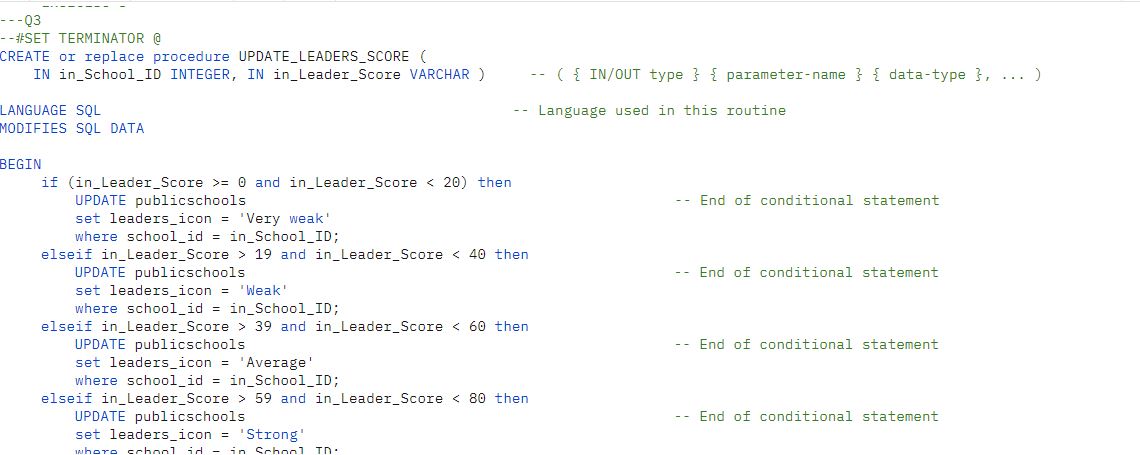 ---Q3
--#SET TERMINATOR @
CREATE or replace procedure UPDATE_LEADERS_SCORE (
    IN in_School_ID INTEGER, IN in_Leader_Score VARCHAR )     -- ( { IN/OUT type } { parameter-name } { data-type }, ... )
LANGUAGE SQL                                                -- Language used in this routine
MODIFIES SQL DATA
BEGIN
     if (in_Leader_Score >= 0 and in_Leader_Score < 20) then
         UPDATE publicschools                                                  -- End of conditional statement
         set leaders_icon = 'Very weak'
         where school_id = in_School_ID;
     elseif in_Leader_Score > 19 and in_Leader_Score < 40 then
         UPDATE publicschools                                                  -- End of conditional statement
         set leaders_icon = 'Weak'
         where school_id = in_School_ID;
     elseif in_Leader_Score > 39 and in_Leader_Score < 60 then
         UPDATE publicschools                                                  -- End of conditional statement
         set leaders_icon = 'Average'
         where school_id = in_School_ID;
     elseif in_Leader_Score > 59 and in_Leader_Score < 80 then
         UPDATE publicschools                                                  -- End of conditional statement
         set leaders_icon = 'Strong'
         where school_id = in_School_ID;